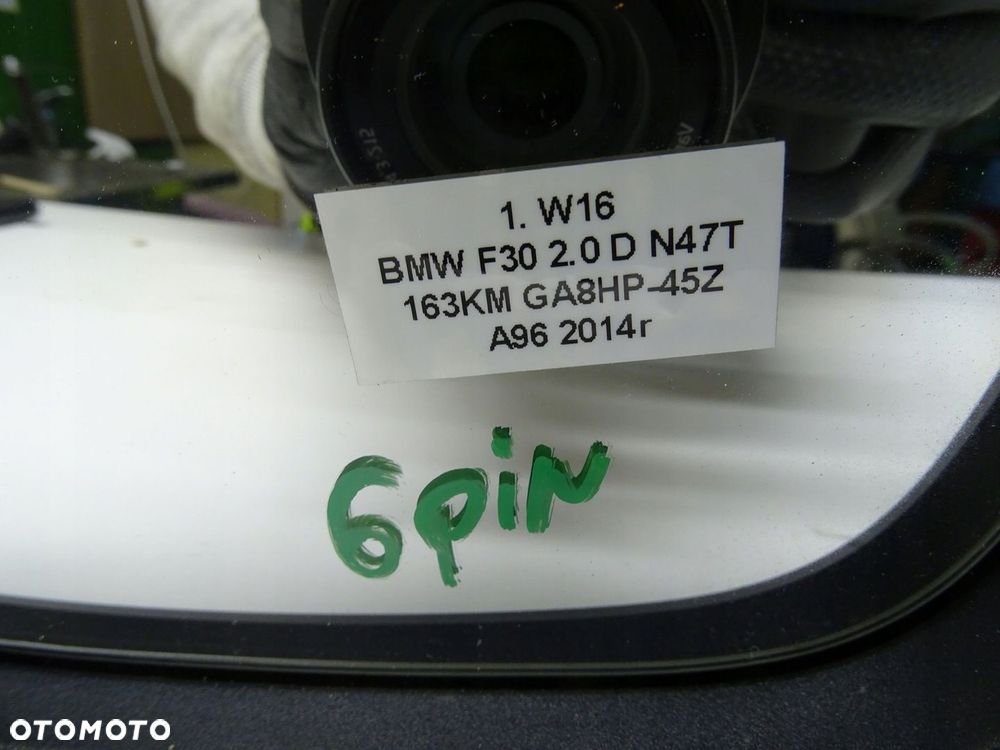 1. W16
BMW F30 2.0 D N47T
163KM GA8HP-45Z
A96 2014r
6PiN
OTOMOTO